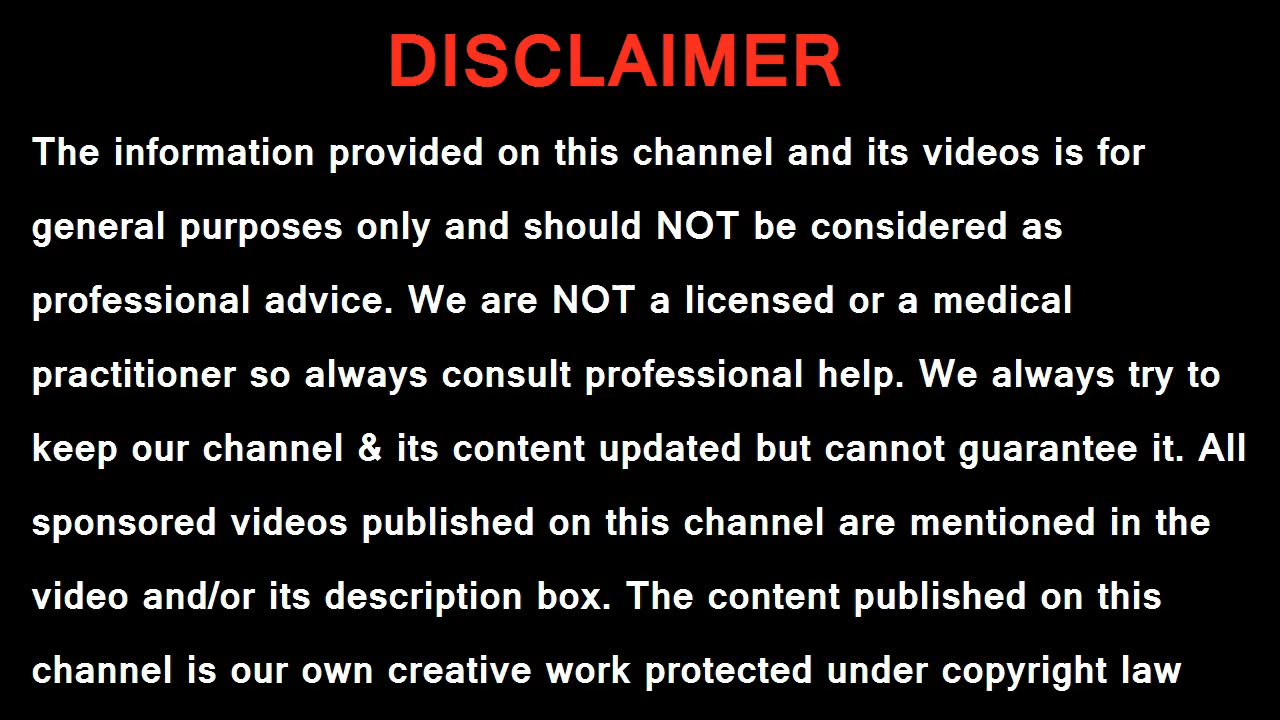 DISCLAIMER
The information provided on this channel and its videos is for
general purposes only and should NOT be considered as
professional advice. We are NOT a licensed or a medical
practitioner so always consult professional help. We always try to
keep our channel & its content updated but cannot guarantee it. All
sponsored videos published on this channel are mentioned in the
video and/or its description box. The content published on this
channel is our own creative work protected under copyright law